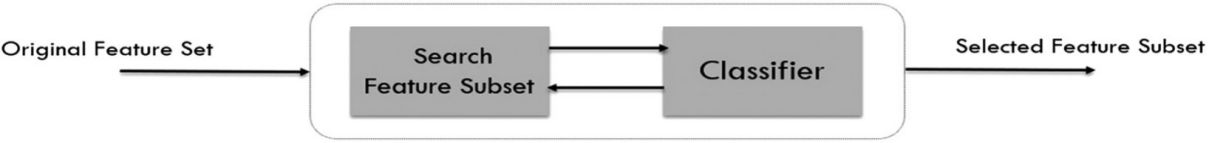 Original Feature Set
Search
Feature Subset
Classifier
Selected Feature Subset